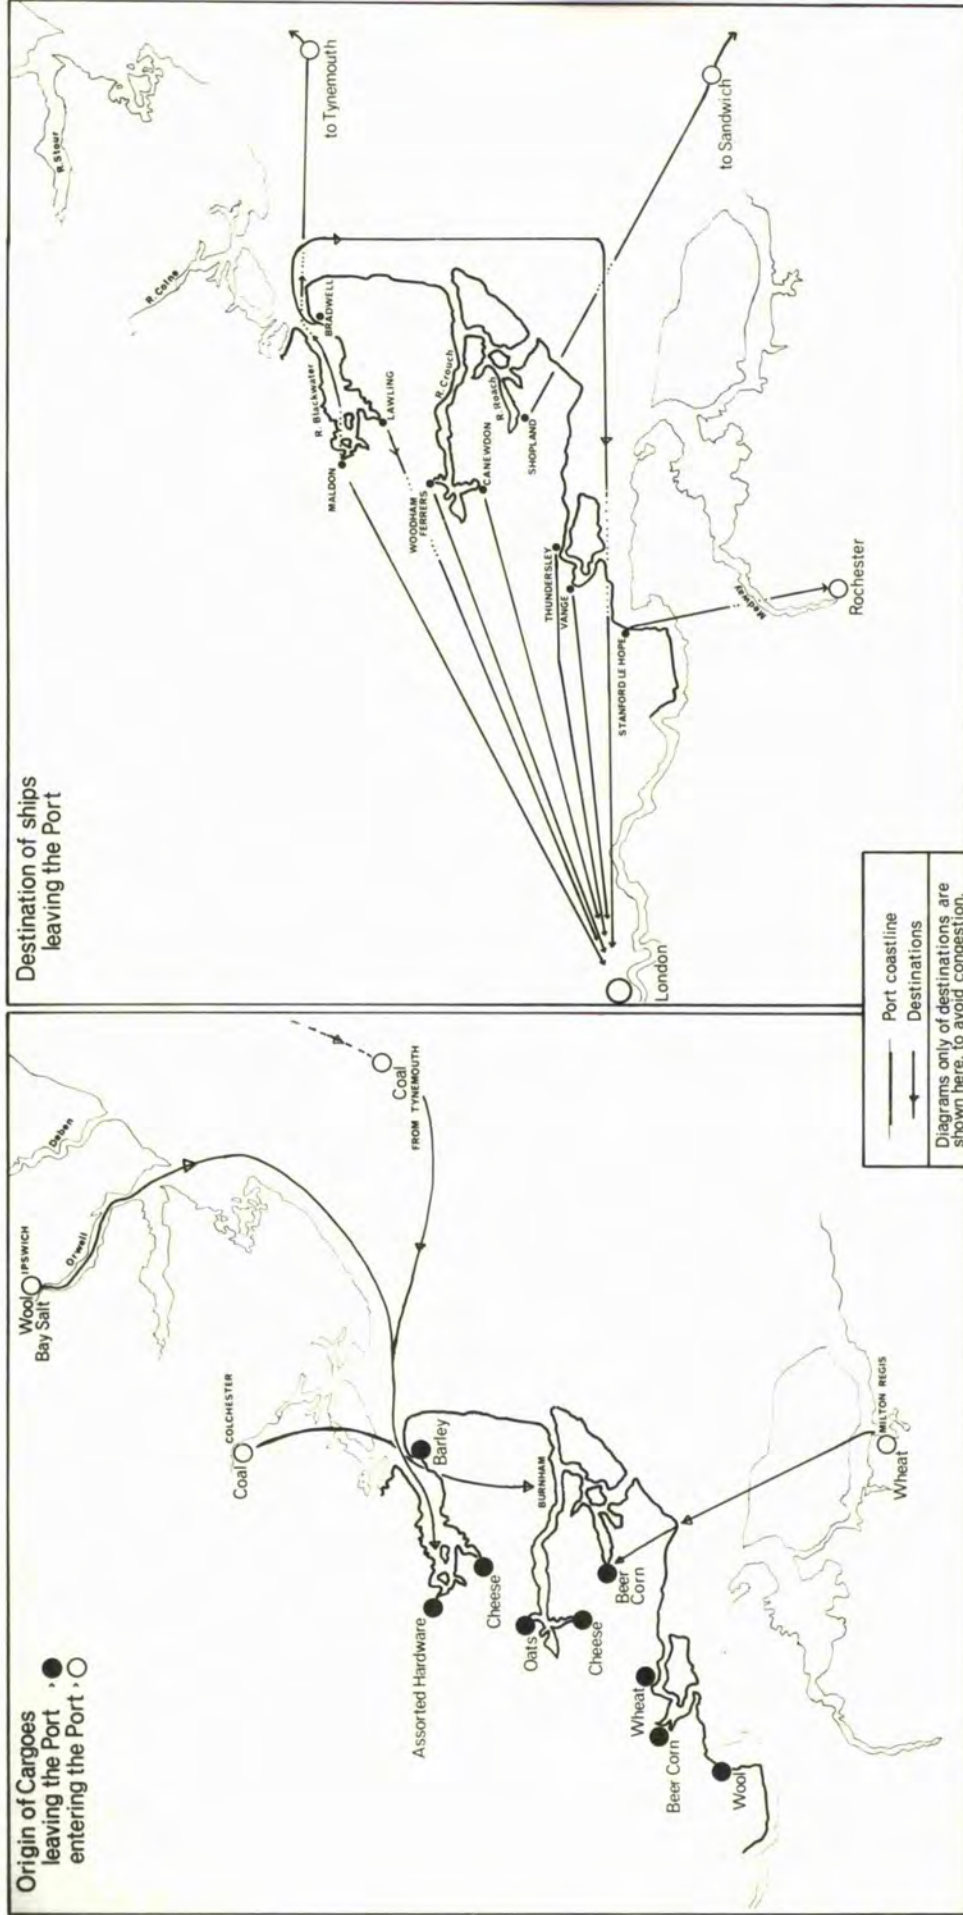 Origin of Cargoes
leaving the Port
entering the Port
Wool
IPSWICH
Bay Salt
Orwell
Deben
Coal
COLCHESTER
Coal
FROM TYNEMOUTH
Barley
Assorted Hardware
Cheese
BURNHAM
Oats
Cheese
Beer
Corn
Wheat
Beer Corn
Wool
MILTON REGIS
Wheat
Destination of ships
leaving the Port
R. Stour
R. Colne
to Tynemouth
BRADWELL
R. Blackwater
LAWLING
MALDON
R. Crouch
WOODHAM
FERRERS
CANEWDON
R. Roach
SHOPLAND
to Sandwich
THUNDERSLEY
VANGE
STANFORD LE HOPE
Medway
Rochester
London
Port coastline
Destinations
Diagrams only of destinations are
shown here, to avoid congestion.